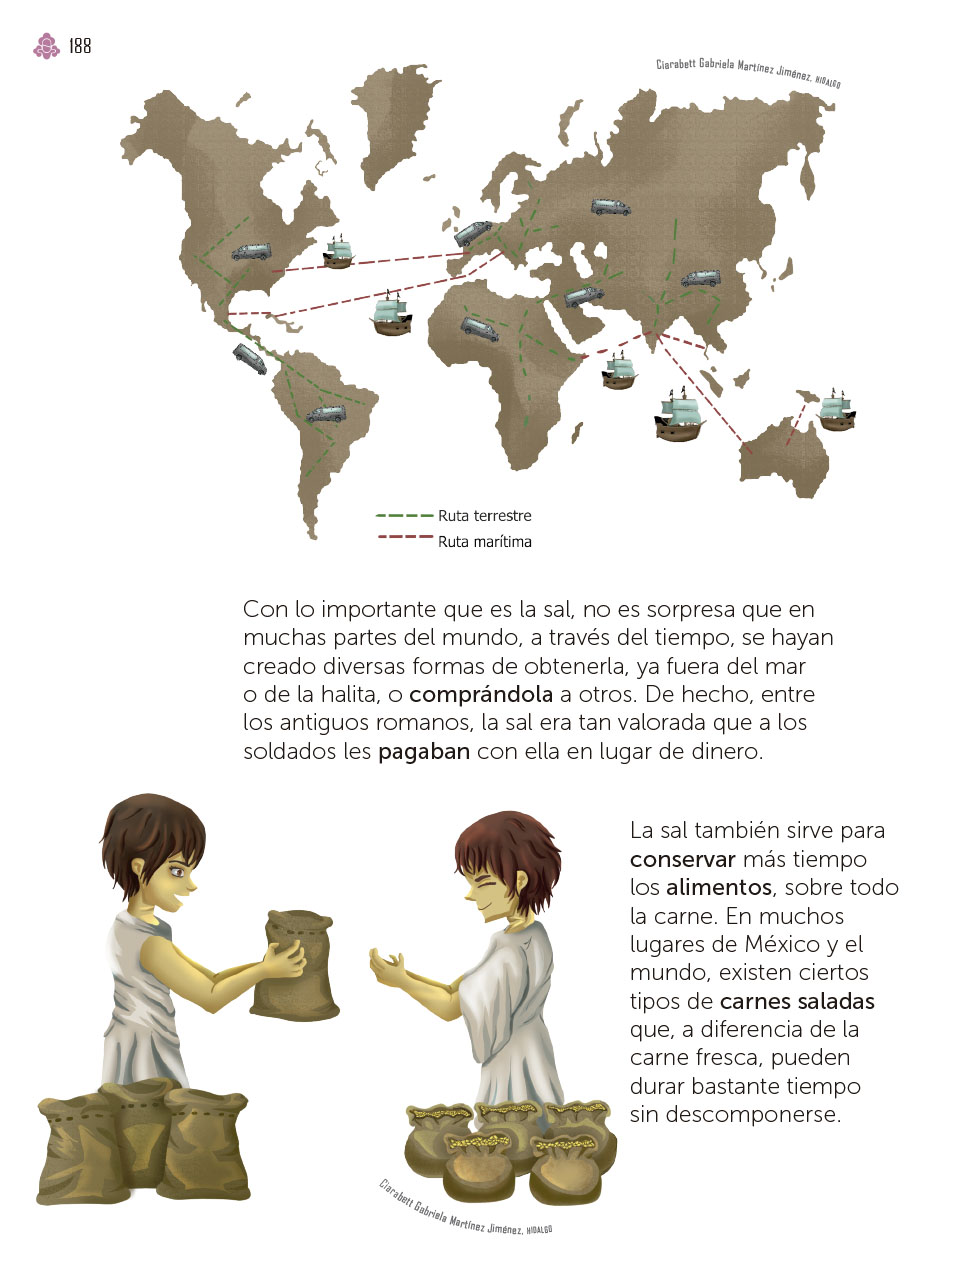 188
Ciarabett Gabriela Martínez Jiménez, HIDALGO
Ruta terrestre
Ruta marítima
Con lo importante que es la sal, no es sorpresa que en
muchas partes del mundo, a través del tiempo, se hayan
creado diversas formas de obtenerla, ya fuera del mar
o de la halita, o comprándola a otros. De hecho, entre
los antiguos romanos, la sal era tan valorada que a los
soldados les pagaban con ella en lugar de dinero.
La sal también sirve para
conservar más tiempo
los alimentos, sobre todo
la carne. En muchos
lugares de México y el
mundo, existen ciertos
tipos de carnes saladas
que, a diferencia de la
carne fresca, pueden
durar bastante tiempo
sin descomponerse.
Ciarabett Gabriela Martínez Jiménez, HIDALGO